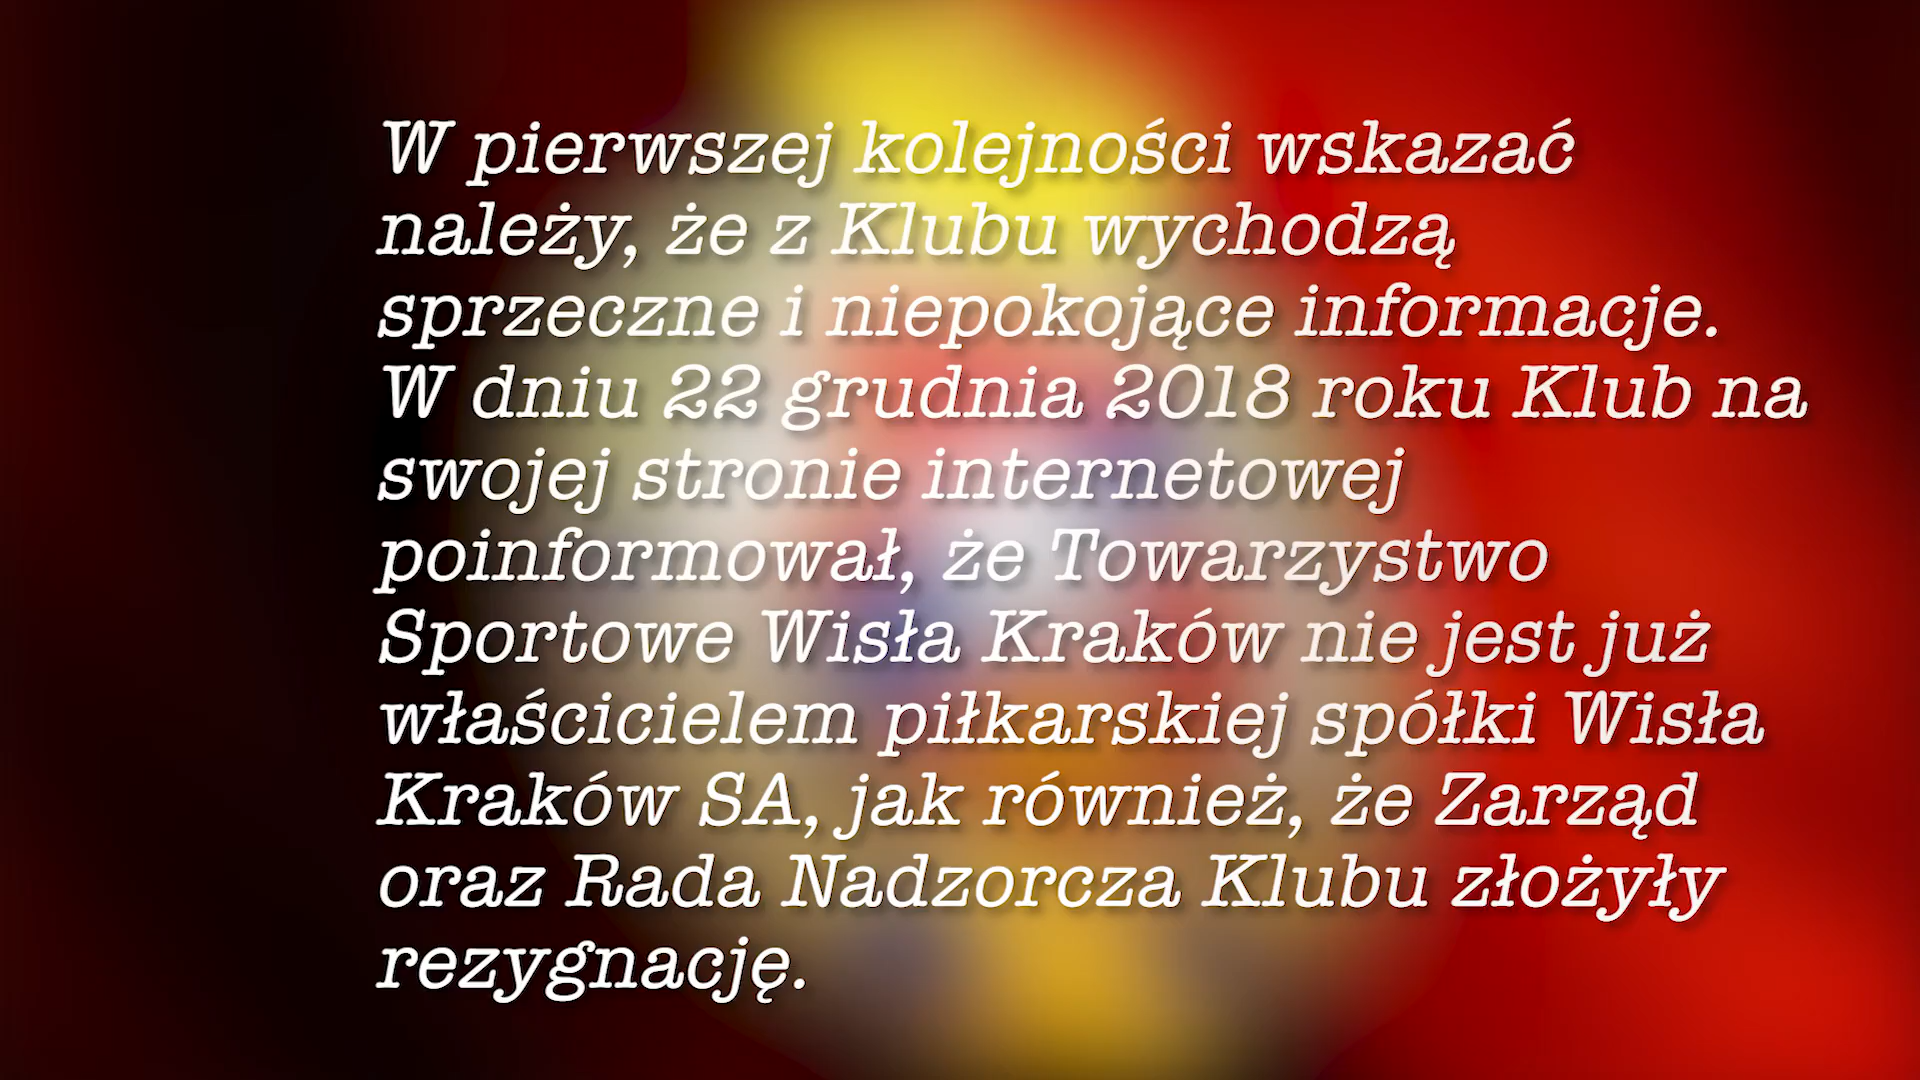 W pierwszej kolejności wskazać
należy, że z Klubu wychodzą
sprzeczne i niepokojące informacje.
W dniu 22 grudnia 2018 roku Klub na
swojej stronie internetowej
poinformował, że Towarzystwo
Sportowe Wisła Kraków nie jest już
właścicielem piłkarskiej spółki Wisła
Kraków SA, jak również, że Zarząd
oraz Rada Nadzorcza Klubu złożyły
rezygnację.